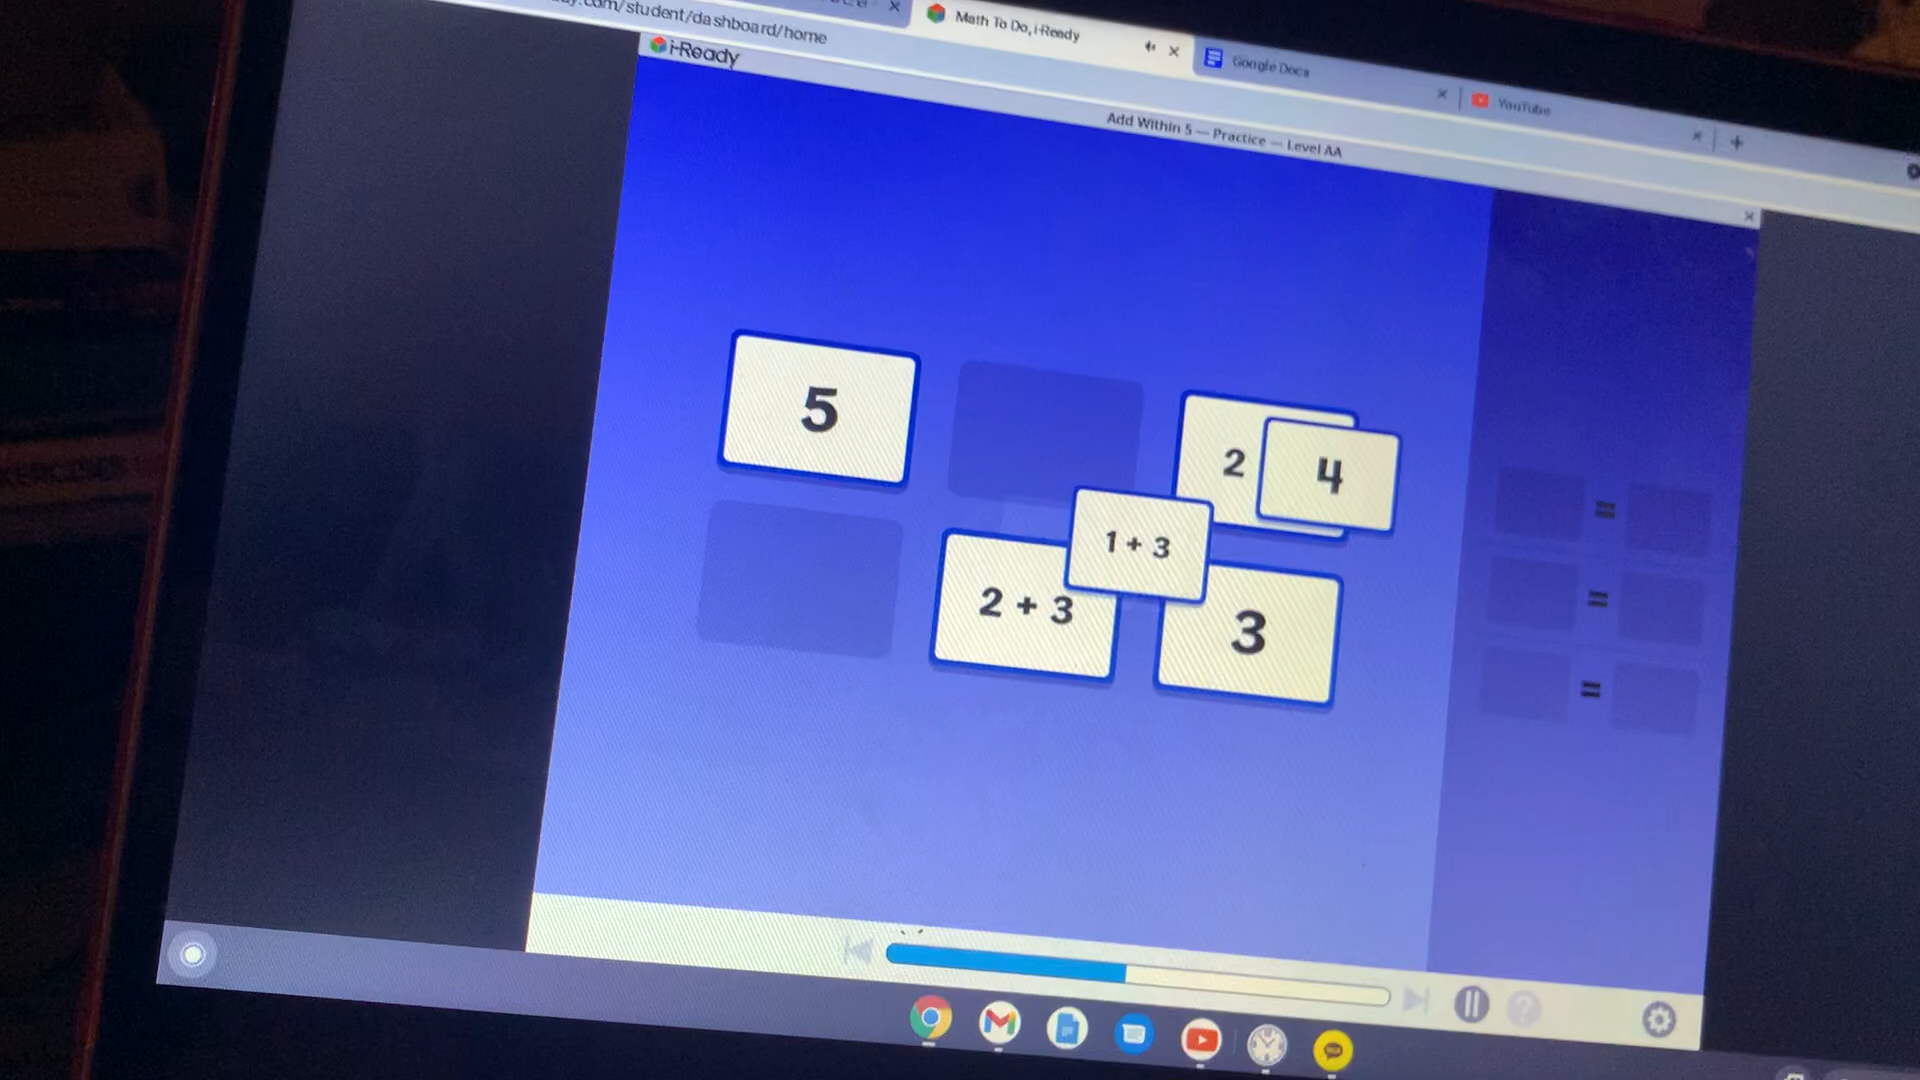 /student/dashboard/home
Math To Do, i-Ready
Google Docs
YouTube
i-Ready
Add Within 5 — Practice — Level AA
5
2
4
1 + 3
2 + 3
3
=
=
=